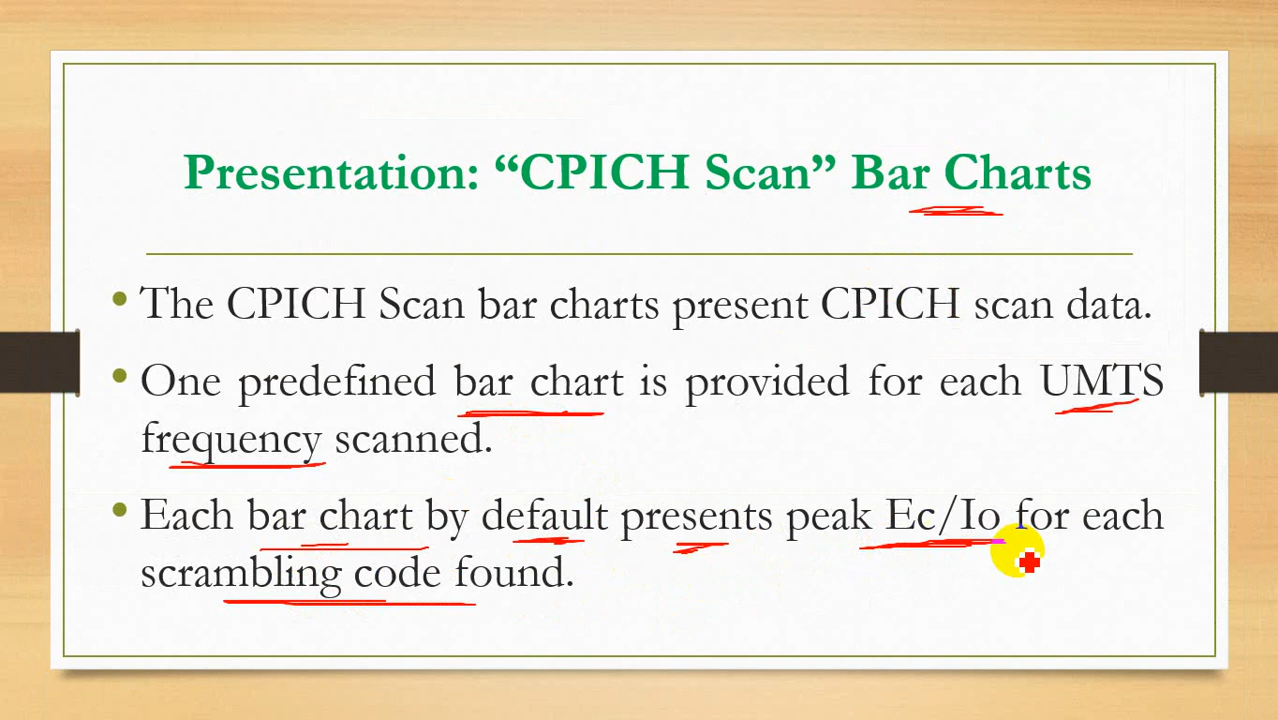 Presentation: “CPICH Scan” Bar Charts
• The CPICH Scan bar charts present CPICH scan data.
• One predefined bar chart is provided for each UMTS
frequency scanned.
• Each bar chart by default presents peak Ec/Io for each
scrambling code found.